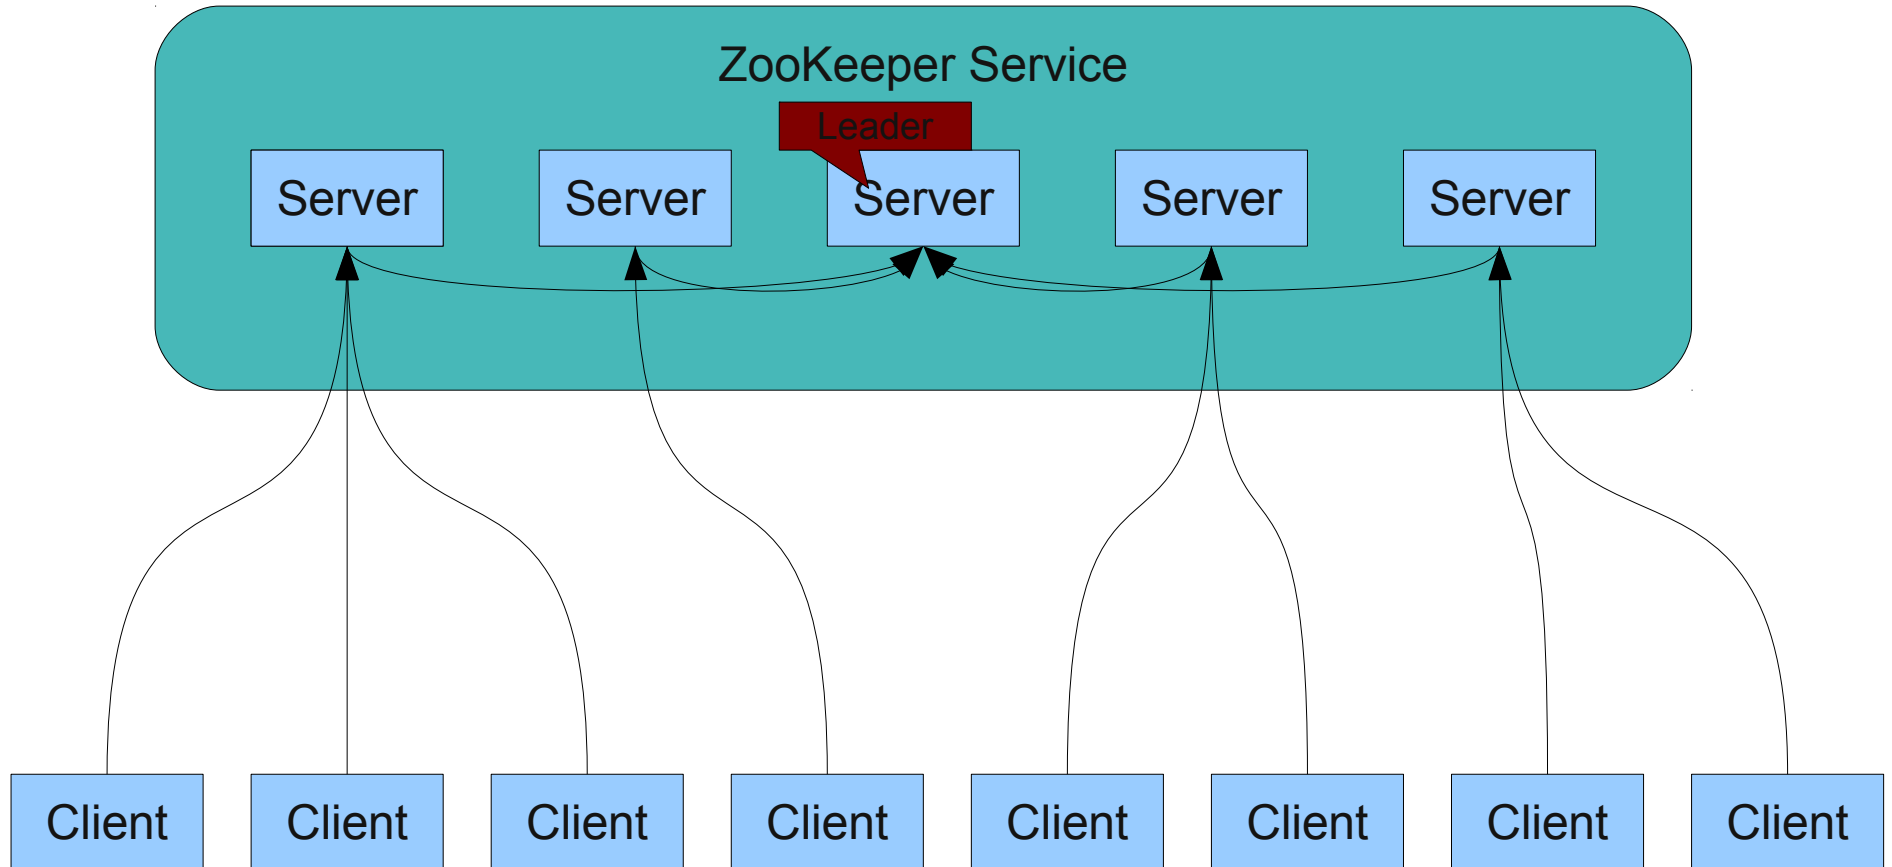 ZooKeeper Service
Leader
Server
Server
Server
Server
Server
Client
Client
Client
Client
Client
Client
Client
Client